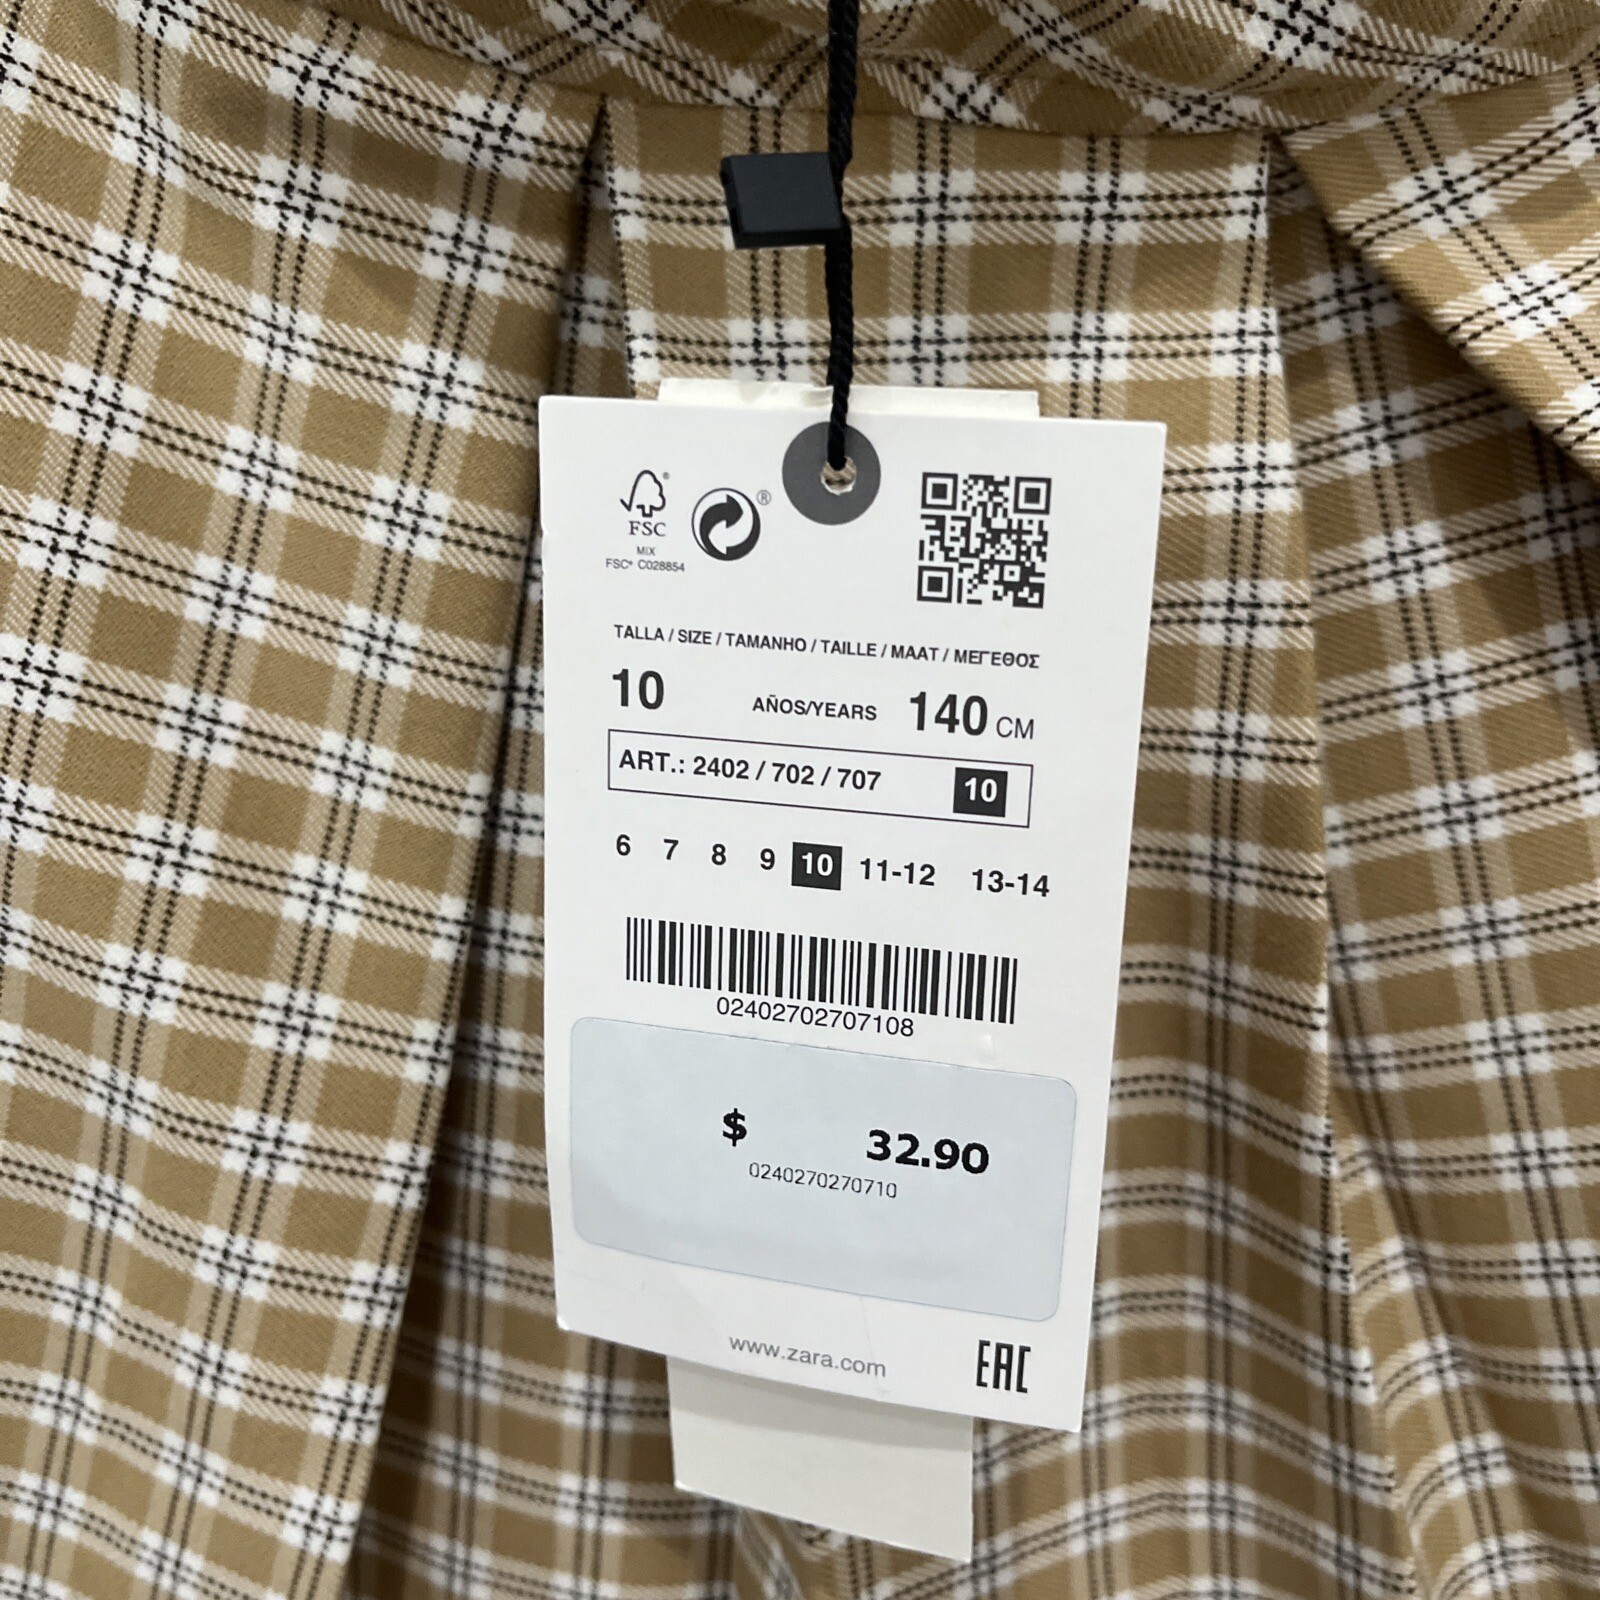 FSC
MIX
FSC® C028854
®
TALLA / SIZE / TAMANHO / TAILLE / MAAT / ΜΕΓΕΘΟΣ
10 AÑOS/YEARS 140 CM
ART.: 2402 / 702 / 707 10
6 7 8 9 10 11-12 13-14
02402702707108
$ 32.90
0240270270710
www.zara.com
EAC